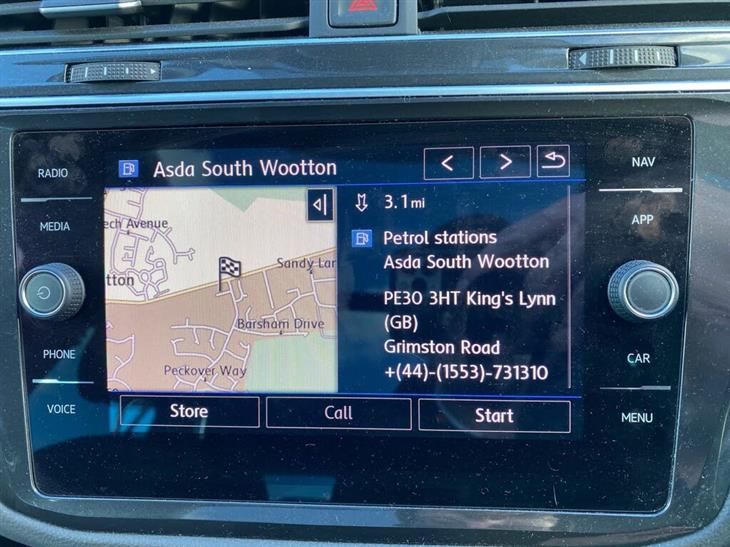 RADIO
MEDIA
PHONE
VOICE
Asda South Wootton
< >
ech Avenue
tton
Sandy Lar
Barsham Drive
Peckover Way
3.1 mi
Petrol stations
Asda South Wootton
PE30 3HT King's Lynn
(GB)
Grimston Road
+(44)-(1553)-731310
Store
Call
Start
NAV
APP
CAR
MENU